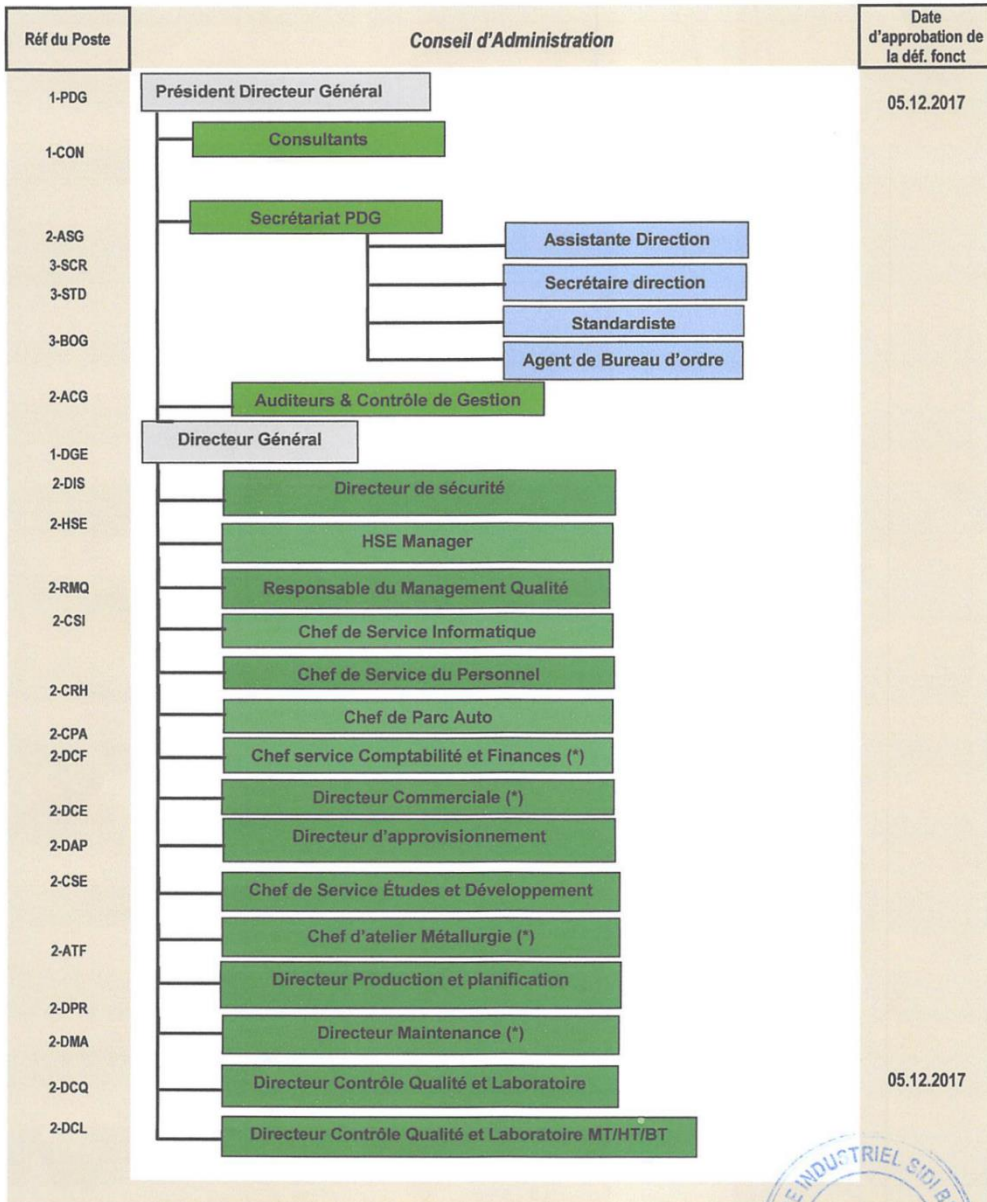 Réf du Poste
Conseil d'Administration
Date
d'approbation de
la déf. fonct
1-PDG
Président Directeur Général
05.12.2017
Consultants
1-CON
Secrétariat PDG
2-ASG
Assistante Direction
3-SCR
Secrétaire direction
3-STD
Standardiste
3-BOG
Agent de Bureau d'ordre
2-ACG
Auditeurs & Contrôle de Gestion
Directeur Général
1-DGE
2-DIS
Directeur de sécurité
2-HSE
HSE Manager
2-RMQ
Responsable du Management Qualité
2-CSI
Chef de Service Informatique
Chef de Service du Personnel
2-CRH
Chef de Parc Auto
2-CPA
2-DCF
Chef service Comptabilité et Finances (*)
Directeur Commerciale (*)
2-DCE
Directeur d'approvisionnement
2-DAP
2-CSE
Chef de Service Études et Développement
Chef d'atelier Métallurgie (*)
2-ATF
Directeur Production et planification
2-DPR
Directeur Maintenance (*)
2-DMA
2-DCQ
Directeur Contrôle Qualité et Laboratoire
05.12.2017
2-DCL
Directeur Contrôle Qualité et Laboratoire MT/HT/BT
INDUSTRIEL SIDI